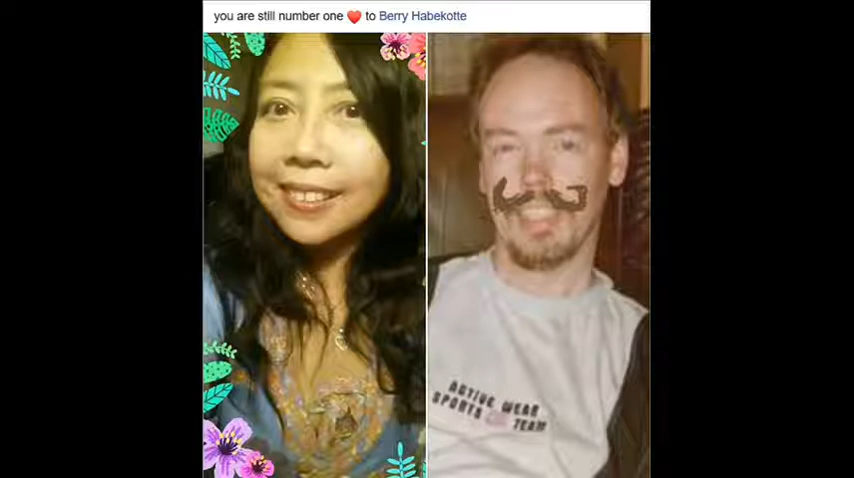 you are still number one ❤️ to Berry Habekotte
ACTIVE WEAR
SPORTS TEAM